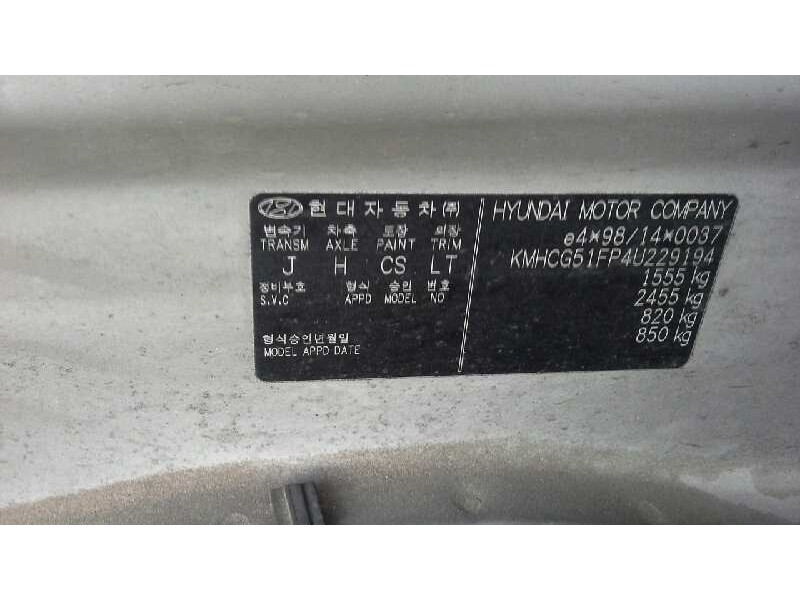 현대자동차(주)
변속기 차축 도장 의장
TRANSM AXLE PAINT TRIM
J H CS LT
정비부호 형식 승인 번호
S.V.C APPD MODEL NO
형식승인년월일
MODEL APPD DATE
HYUNDAI MOTOR COMPANY
e4*98/14*0037
KMHCG51FP4U229194
1555 kg
2455 kg
820 kg
850 kg